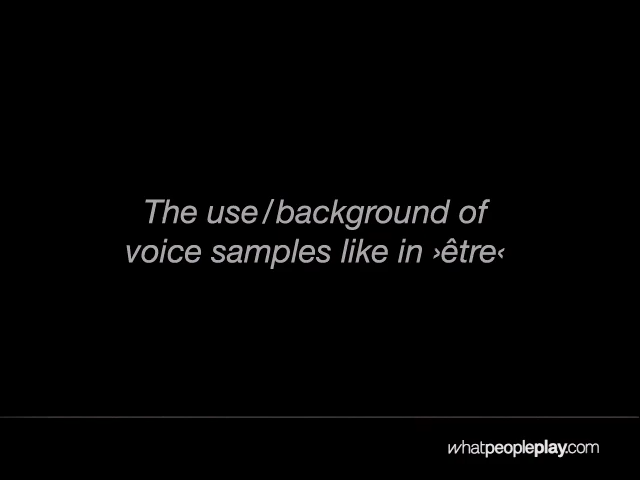 The use/background of
voice samples like in ›être‹
whatpeopleplay.com